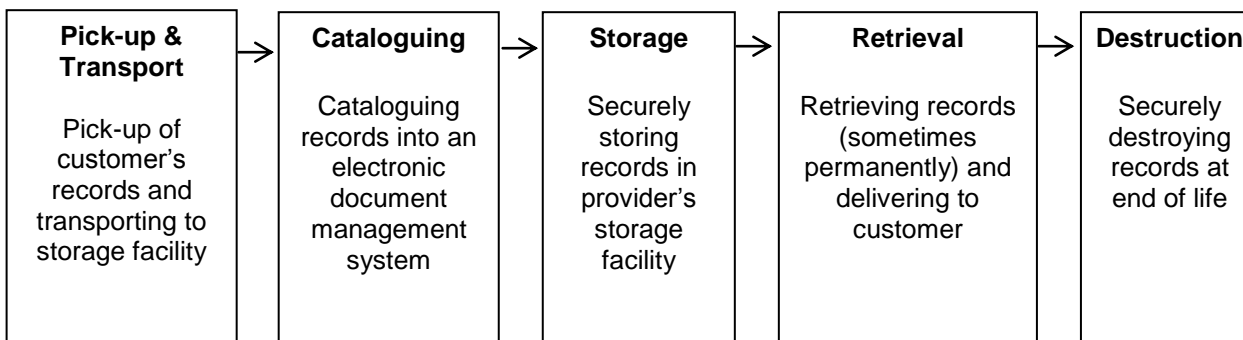 Pick-up &
Transport
Pick-up of
customer’s
records and
transporting to
storage facility
Cataloguing
Cataloguing
records into an
electronic
document
management
system
Storage
Securely
storing
records in
provider’s
storage
facility
Retrieval
Retrieving records
(sometimes
permanently) and
delivering to
customer
Destruction
Securely
destroying
records at
end of life